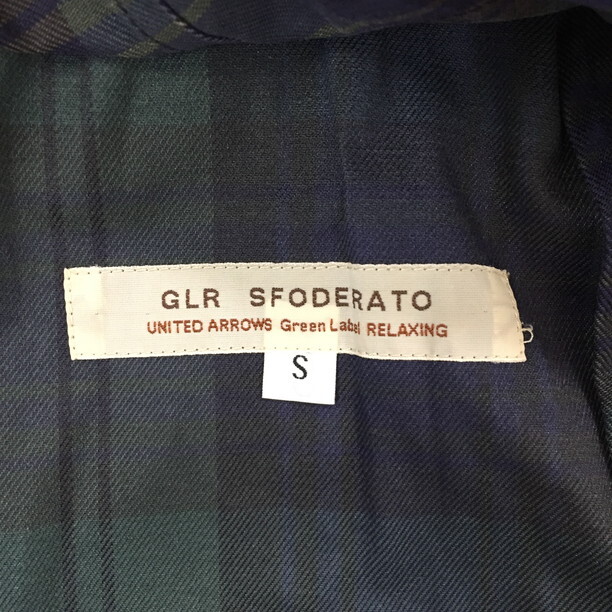 GLR SFODERATO
UNITED ARROWS Green Label RELAXING
S